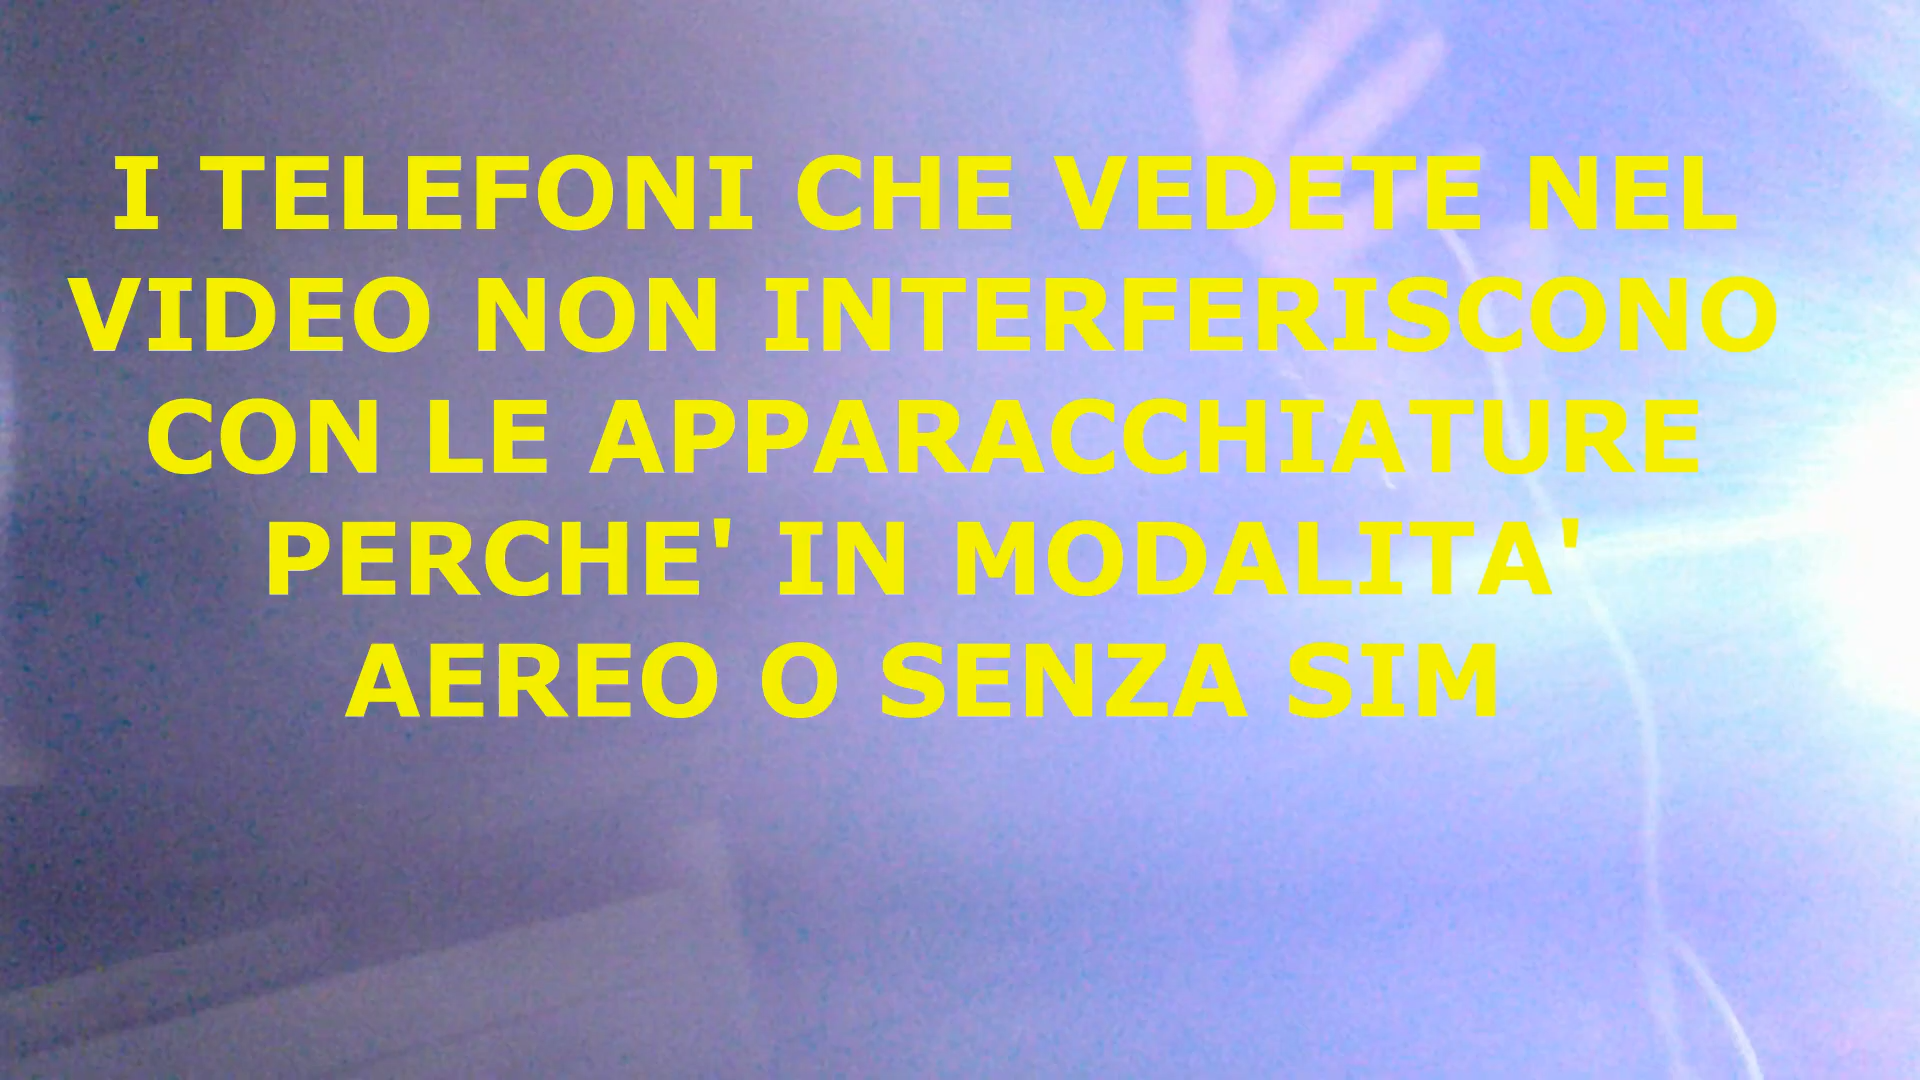 I TELEFONI CHE VEDETE NEL
VIDEO NON INTERFERISCONO
CON LE APPARACCHIATURE
PERCHE' IN MODALITA'
AEREO O SENZA SIM